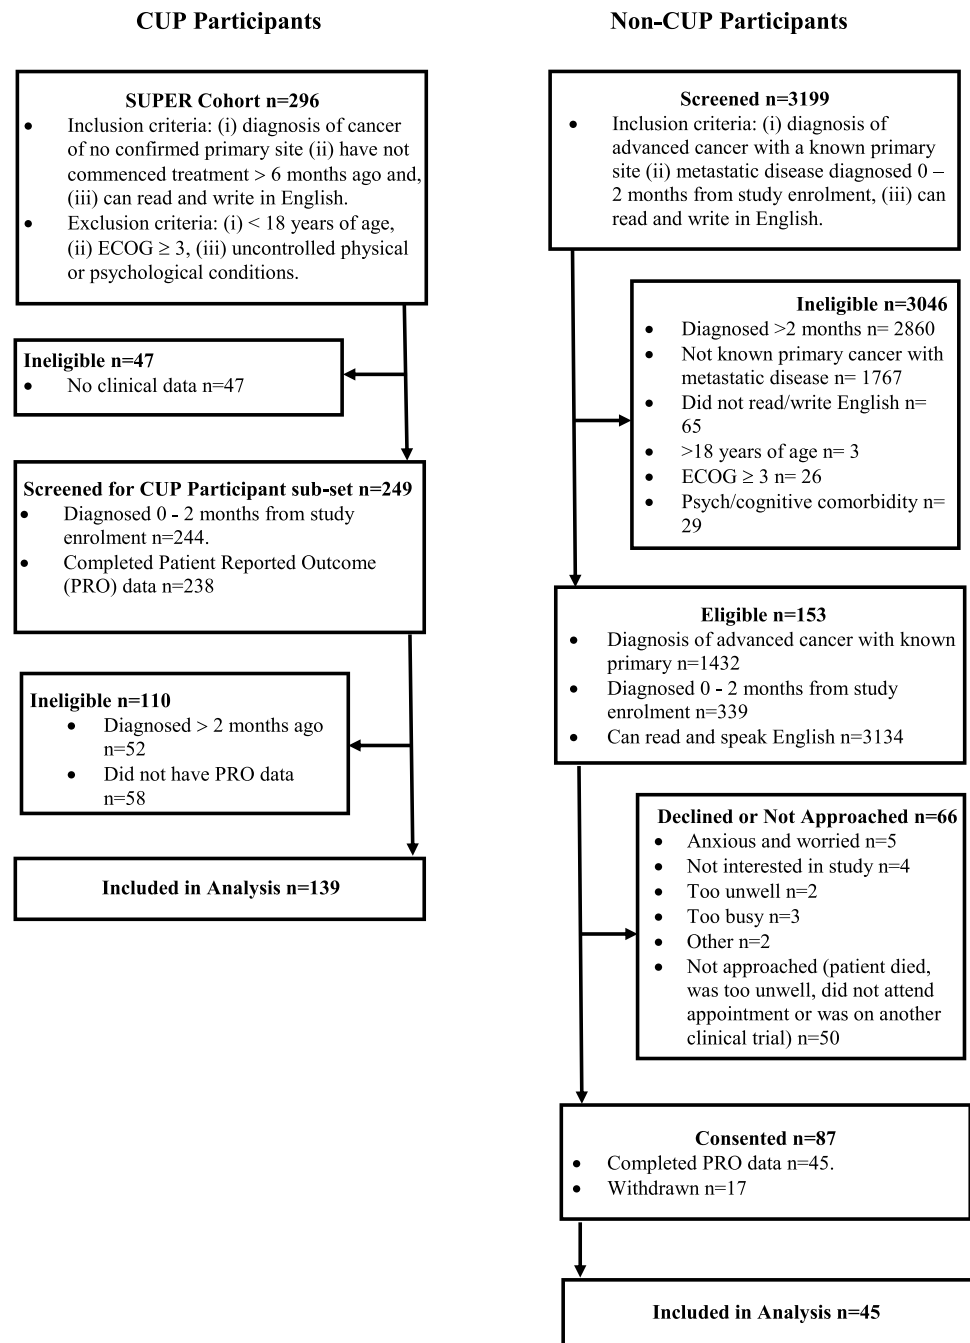 CUP Participants
SUPER Cohort n=296
• Inclusion criteria: (i) diagnosis of cancer
of no confirmed primary site (ii) have not
commenced treatment > 6 months ago and,
(iii) can read and write in English.
• Exclusion criteria: (i) < 18 years of age,
(ii) ECOG ≥ 3, (iii) uncontrolled physical
or psychological conditions.
Ineligible n=47
• No clinical data n=47
Screened for CUP Participant sub-set n=249
• Diagnosed 0 - 2 months from study
enrolment n=244.
• Completed Patient Reported Outcome
(PRO) data n=238
Ineligible n=110
• Diagnosed > 2 months ago
n=52
• Did not have PRO data
n=58
Included in Analysis n=139
Non-CUP Participants
Screened n=3199
• Inclusion criteria: (i) diagnosis of
advanced cancer with a known primary
site (ii) metastatic disease diagnosed 0 –
2 months from study enrolment, (iii) can
read and write in English.
Ineligible n=3046
• Diagnosed >2 months n= 2860
• Not known primary cancer with
metastatic disease n= 1767
• Did not read/write English n=
65
• >18 years of age n= 3
• ECOG ≥ 3 n= 26
• Psych/cognitive comorbidity n=
29
Eligible n=153
• Diagnosis of advanced cancer with known
primary n=1432
• Diagnosed 0 - 2 months from study
enrolment n=339
• Can read and speak English n=3134
Declined or Not Approached n=66
• Anxious and worried n=5
• Not interested in study n=4
• Too unwell n=2
• Too busy n=3
• Other n=2
• Not approached (patient died,
was too unwell, did not attend
appointment or was on another
clinical trial) n=50
Consented n=87
• Completed PRO data n=45.
• Withdrawn n=17
Included in Analysis n=45